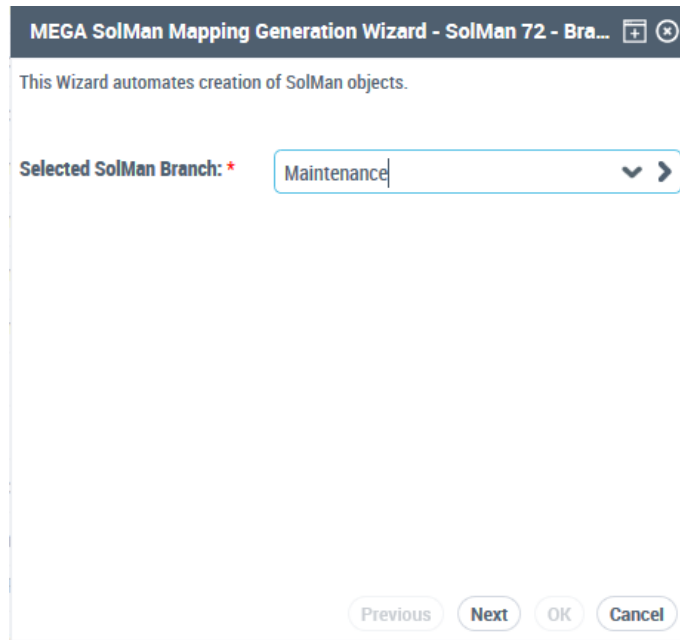 MEGA SolMan Mapping Generation Wizard - SolMan 72 - Bra...
This Wizard automates creation of SolMan objects.
Selected SolMan Branch: * Maintenance
Previous Next OK Cancel